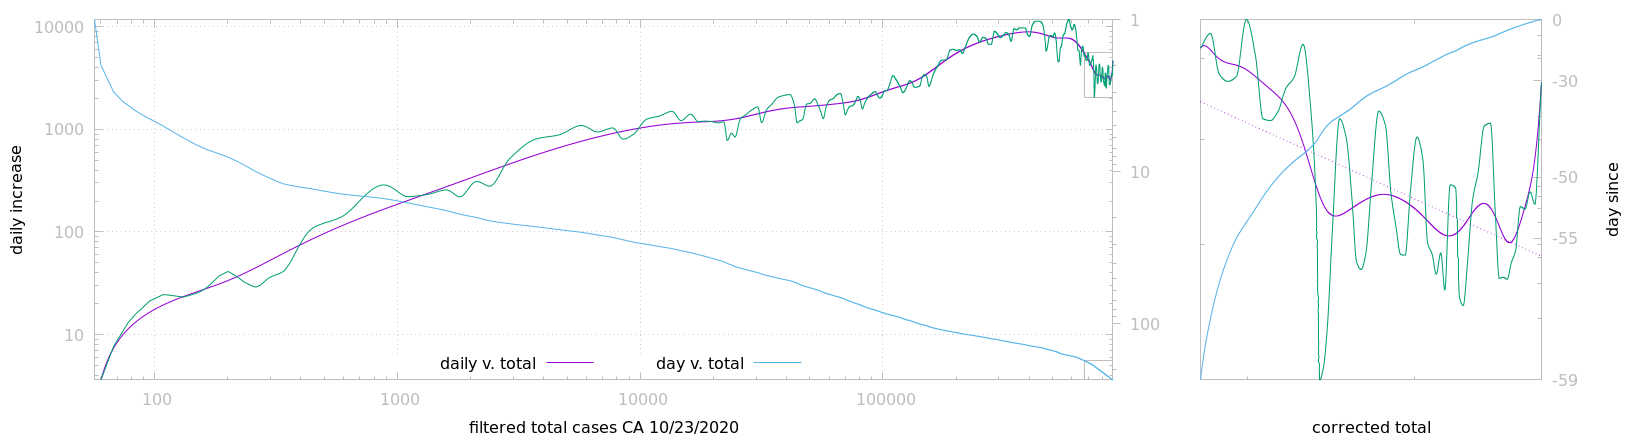 10000
1000
100
10
daily increase
100
1000
10000
100000
filtered total cases CA 10/23/2020
daily v. total
day v. total
1
10
100
0
-30
-50
-55
-59
day since
corrected total